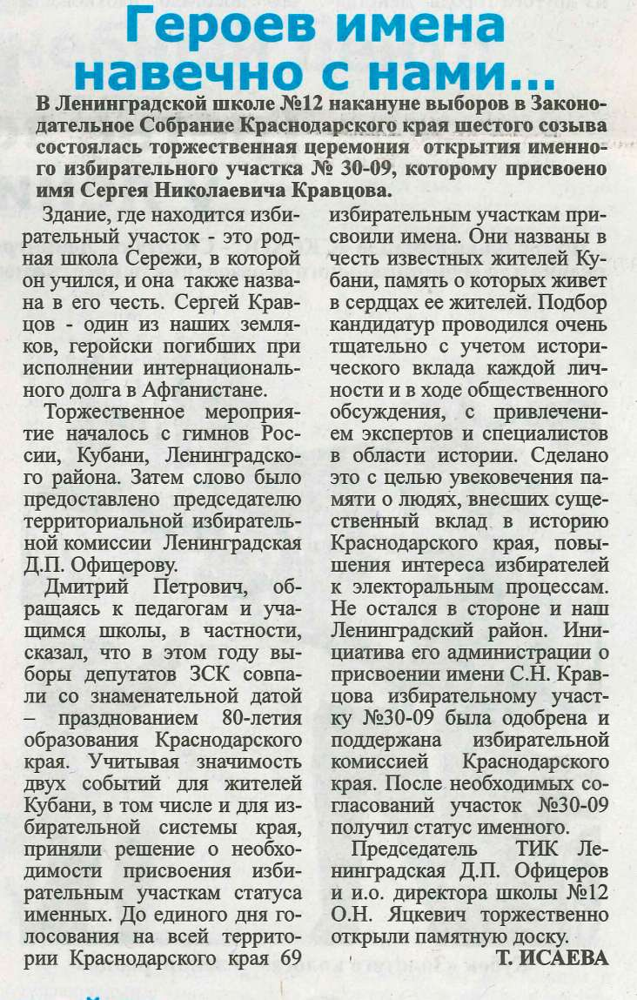 Героев имена
навечно с нами...
В Ленинградской школе №12 накануне выборов в Законо-
дательное Собрание Краснодарского края шестого созыва
состоялась торжественная церемония открытия именно-
го избирательного участка № 30-09, которому присвоено
имя Сергея Николаевича Кравцова.
Здание, где находится изби-
рательный участок - это род-
ная школа Сережи, в которой
он учился, и она также назва-
на в его честь. Сергей Крав-
цов - один из наших земля-
ков, геройски погибших при
исполнении интернациональ-
ного долга в Афганистане.
Торжественное мероприя-
тие началось с гимнов Рос-
сии, Кубани, Ленинградско-
го района. Затем слово было
предоставлено председателю
территориальной избиратель-
ной комиссии Ленинградская
Д.П. Офицерову.
Дмитрий Петрович, об-
ращаясь к педагогам и уча-
щимся школы, в частности,
сказал, что в этом году вы-
боры депутатов ЗСК совпа-
ли со знаменательной датой
– празднованием 80-летия
образования Краснодарского
края. Учитывая значимость
двух событий для жителей
Кубани, в том числе и для из-
бирательной системы края,
приняли решение о необхо-
димости присвоения изби-
рательным участкам статуса
именных. До единого дня го-
лосования на всей террито-
рии Краснодарского края 69
избирательным участкам при-
своили имена. Они названы в
честь известных жителей Ку-
бани, память о которых живет
в сердцах ее жителей. Подбор
кандидатур проводился очень
тщательно с учетом истори-
ческого вклада каждой лич-
ности и в ходе общественного
обсуждения, с привлечени-
ем экспертов и специалистов
в области истории. Сделано
это с целью увековечения па-
мяти о людях, внесших суще-
ственный вклад в историю
Краснодарского края, повы-
шения интереса избирателей
к электоральным процессам.
Не остался в стороне и наш
Ленинградский район. Ини-
циатива его администрации о
присвоении имени С.Н. Крав-
цова избирательному участ-
ку №30-09 была одобрена и
поддержана избирательной
комиссией Краснодарского
края. После необходимых со-
гласований участок №30-09
получил статус именного.
Председатель ТИК Ле-
нинградская Д.П. Офицеров
и и.о. директора школы №12
О.Н. Яцкевич торжественно
открыли памятную доску.
Т. ИСАЕВА